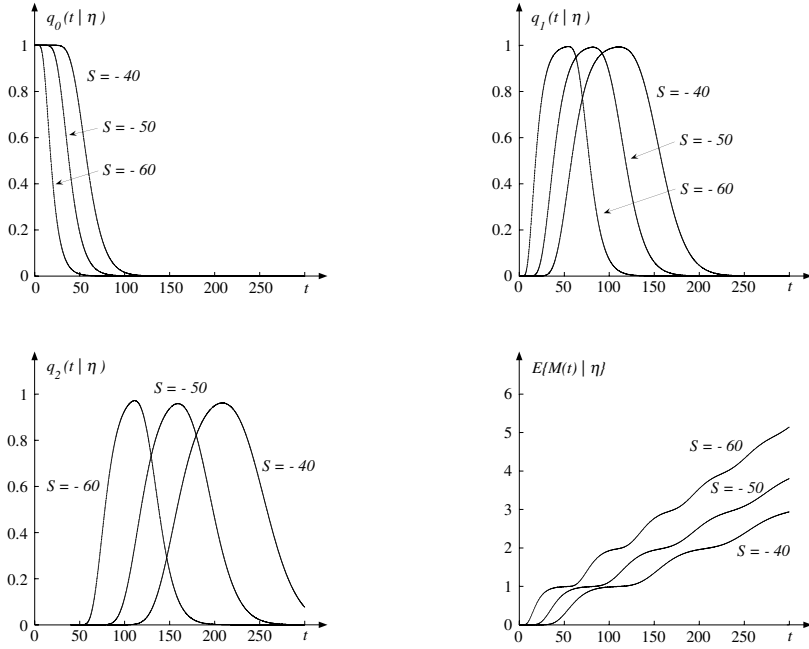 q0(t | η)
1
0.8
0.6
0.4
0.2
0
0 50 100 150 200 250 t
S = - 40
S = - 50
S = - 60
q1(t | η)
1
0.8
0.6
0.4
0.2
0
0 50 100 150 200 250 t
S = - 40
S = - 50
S = - 60
q2(t | η)
1
0.8
0.6
0.4
0.2
0
0 50 100 150 200 250 t
S = - 50
S = - 40
S = - 60
E{M(t) | η}
6
5
4
3
2
1
0
0 50 100 150 200 250 t
S = - 60
S = - 50
S = - 40